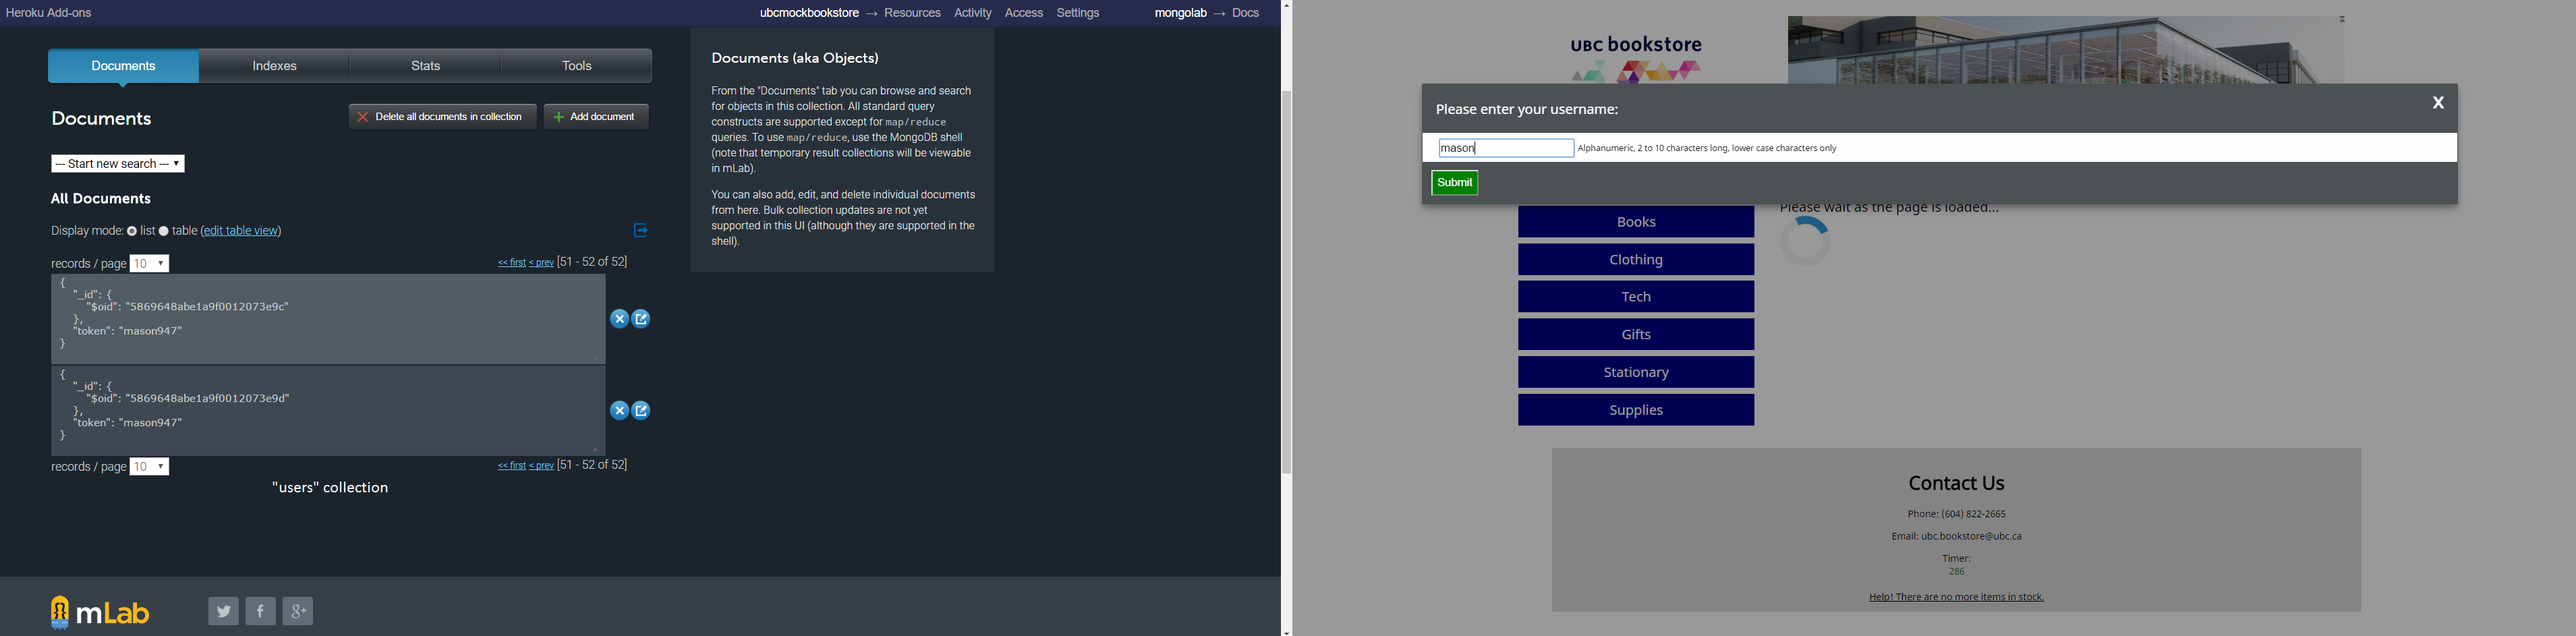 Heroku Add-ons
ubcmockbookstore → Resources Activity Access Settings
mongolab → Docs
Documents Indexes Stats Tools
Documents
Delete all documents in collection
Add document
--- Start new search ---
All Documents
Display mode: list table (edit table view)
records / page 10
<< first < prev [51 - 52 of 52]
{
"_id": {
"$oid": "5869648abe1a9f0012073e9c"
},
"token": "mason947"
}
{
"_id": {
"$oid": "5869648abe1a9f0012073e9d"
},
"token": "mason947"
}
records / page 10
<< first < prev [51 - 52 of 52]
"users" collection
Documents (aka Objects)
From the "Documents" tab you can browse and search
for objects in this collection. All standard query
constructs are supported except for map/reduce
queries. To use map/reduce, use the MongoDB shell
(note that temporary result collections will be viewable
in mLab).
You can also add, edit, and delete individual documents
from here. Bulk collection updates are not yet
supported in this UI (although they are supported in the
shell).
mLab
f
g+
UBC bookstore
Please enter your username:
X
mason
Alphanumeric, 2 to 10 characters long, lower case characters only
Submit
Please wait as the page is loaded...
Books
Clothing
Tech
Gifts
Stationary
Supplies
Contact Us
Phone: (604) 822-2665
Email: ubc.bookstore@ubc.ca
Timer:
286
Help! There are no more items in stock.